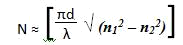 N ≈ [ πd / λ √ (n₁² − n₂²) ]